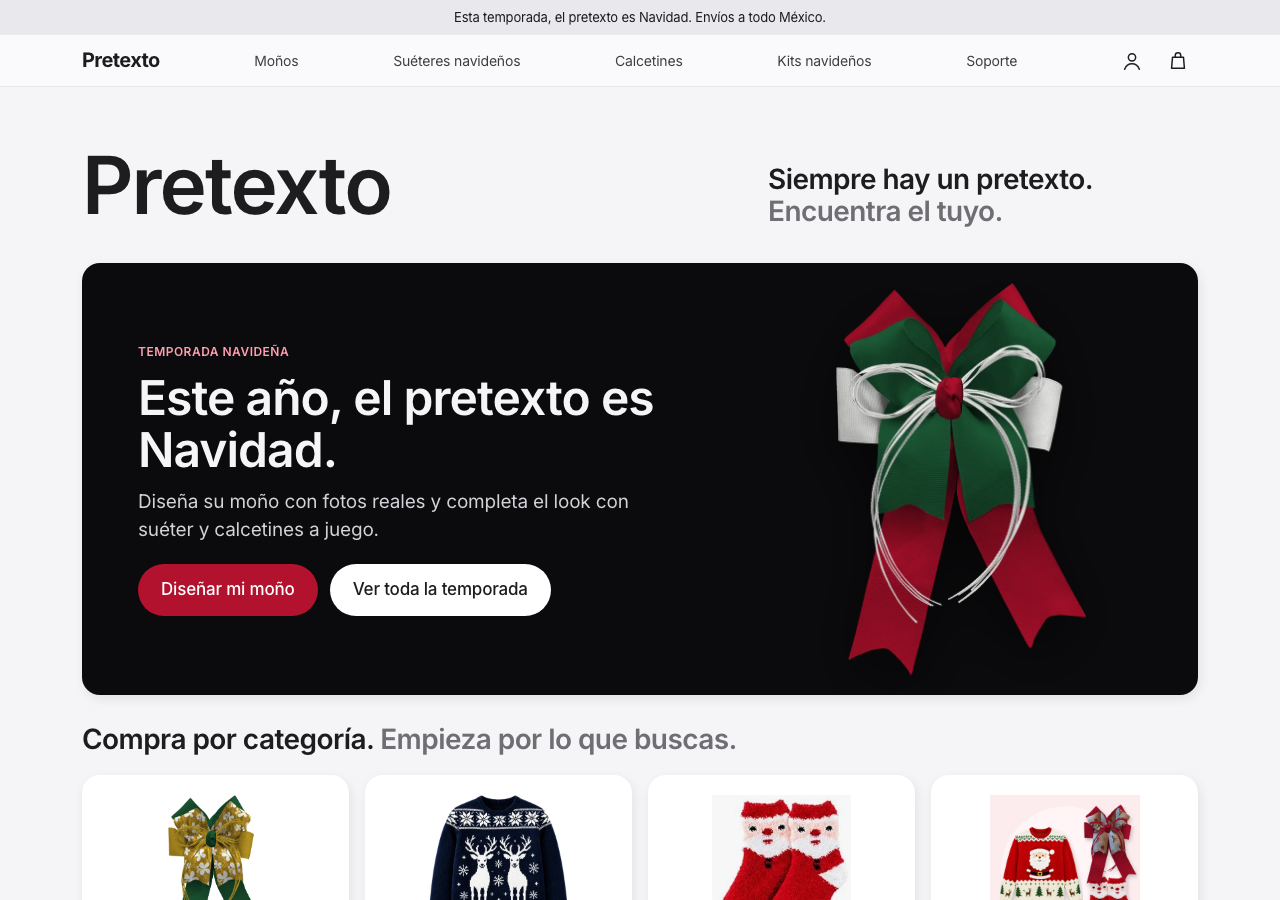 Esta temporada, el pretexto es Navidad. Envíos a todo México.
Pretexto
Moños
Suéteres navideños
Calcetines
Kits navideños
Soporte
Pretexto
Siempre hay un pretexto.
Encuentra el tuyo.
TEMPORADA NAVIDEÑA
Este año, el pretexto es
Navidad.
Diseña su moño con fotos reales y completa el look con
suéter y calcetines a juego.
Diseñar mi moño
Ver toda la temporada
Compra por categoría. Empieza por lo que buscas.